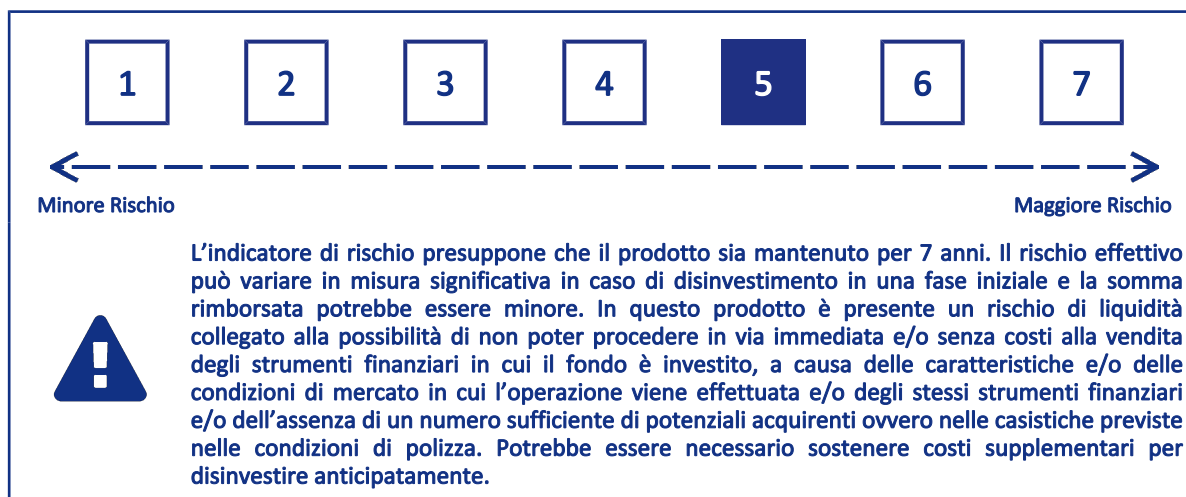 1 2 3 4 5 6 7
Minore Rischio Maggiore Rischio
L'indicatore di rischio presuppone che il prodotto sia mantenuto per 7 anni. Il rischio effettivo
può variare in misura significativa in caso di disinvestimento in una fase iniziale e la somma
rimborsata potrebbe essere minore. In questo prodotto è presente un rischio di liquidità
collegato alla possibilità di non poter procedere in via immediata e/o senza costi alla vendita
degli strumenti finanziari in cui il fondo è investito, a causa delle caratteristiche e/o delle
condizioni di mercato in cui l'operazione viene effettuata e/o degli stessi strumenti finanziari
e/o dell'assenza di un numero sufficiente di potenziali acquirenti ovvero nelle casistiche previste
nelle condizioni di polizza. Potrebbe essere necessario sostenere costi supplementari per
disinvestire anticipatamente.